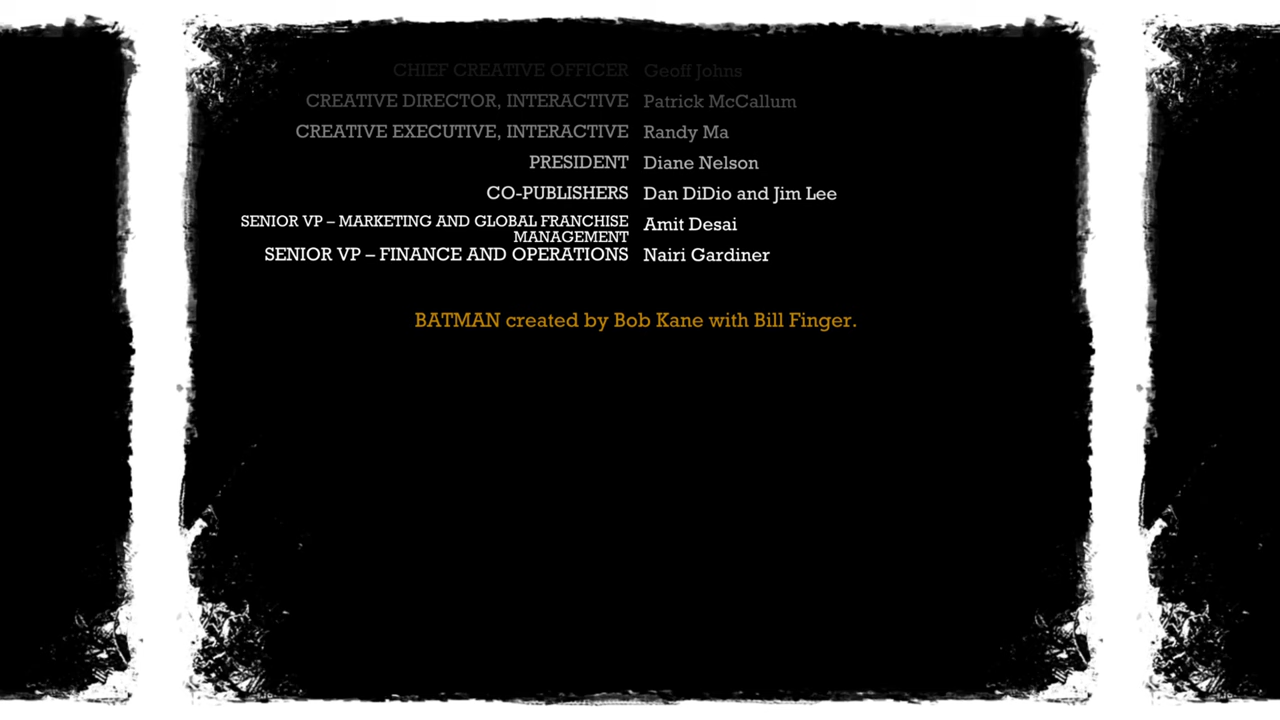 CHIEF CREATIVE OFFICER Geoff Johns
CREATIVE DIRECTOR, INTERACTIVE Patrick McCallum
CREATIVE EXECUTIVE, INTERACTIVE Randy Ma
PRESIDENT Diane Nelson
CO-PUBLISHERS Dan DiDio and Jim Lee
SENIOR VP – MARKETING AND GLOBAL FRANCHISE Amit Desai
MANAGEMENT
SENIOR VP – FINANCE AND OPERATIONS Nairi Gardiner
BATMAN created by Bob Kane with Bill Finger.